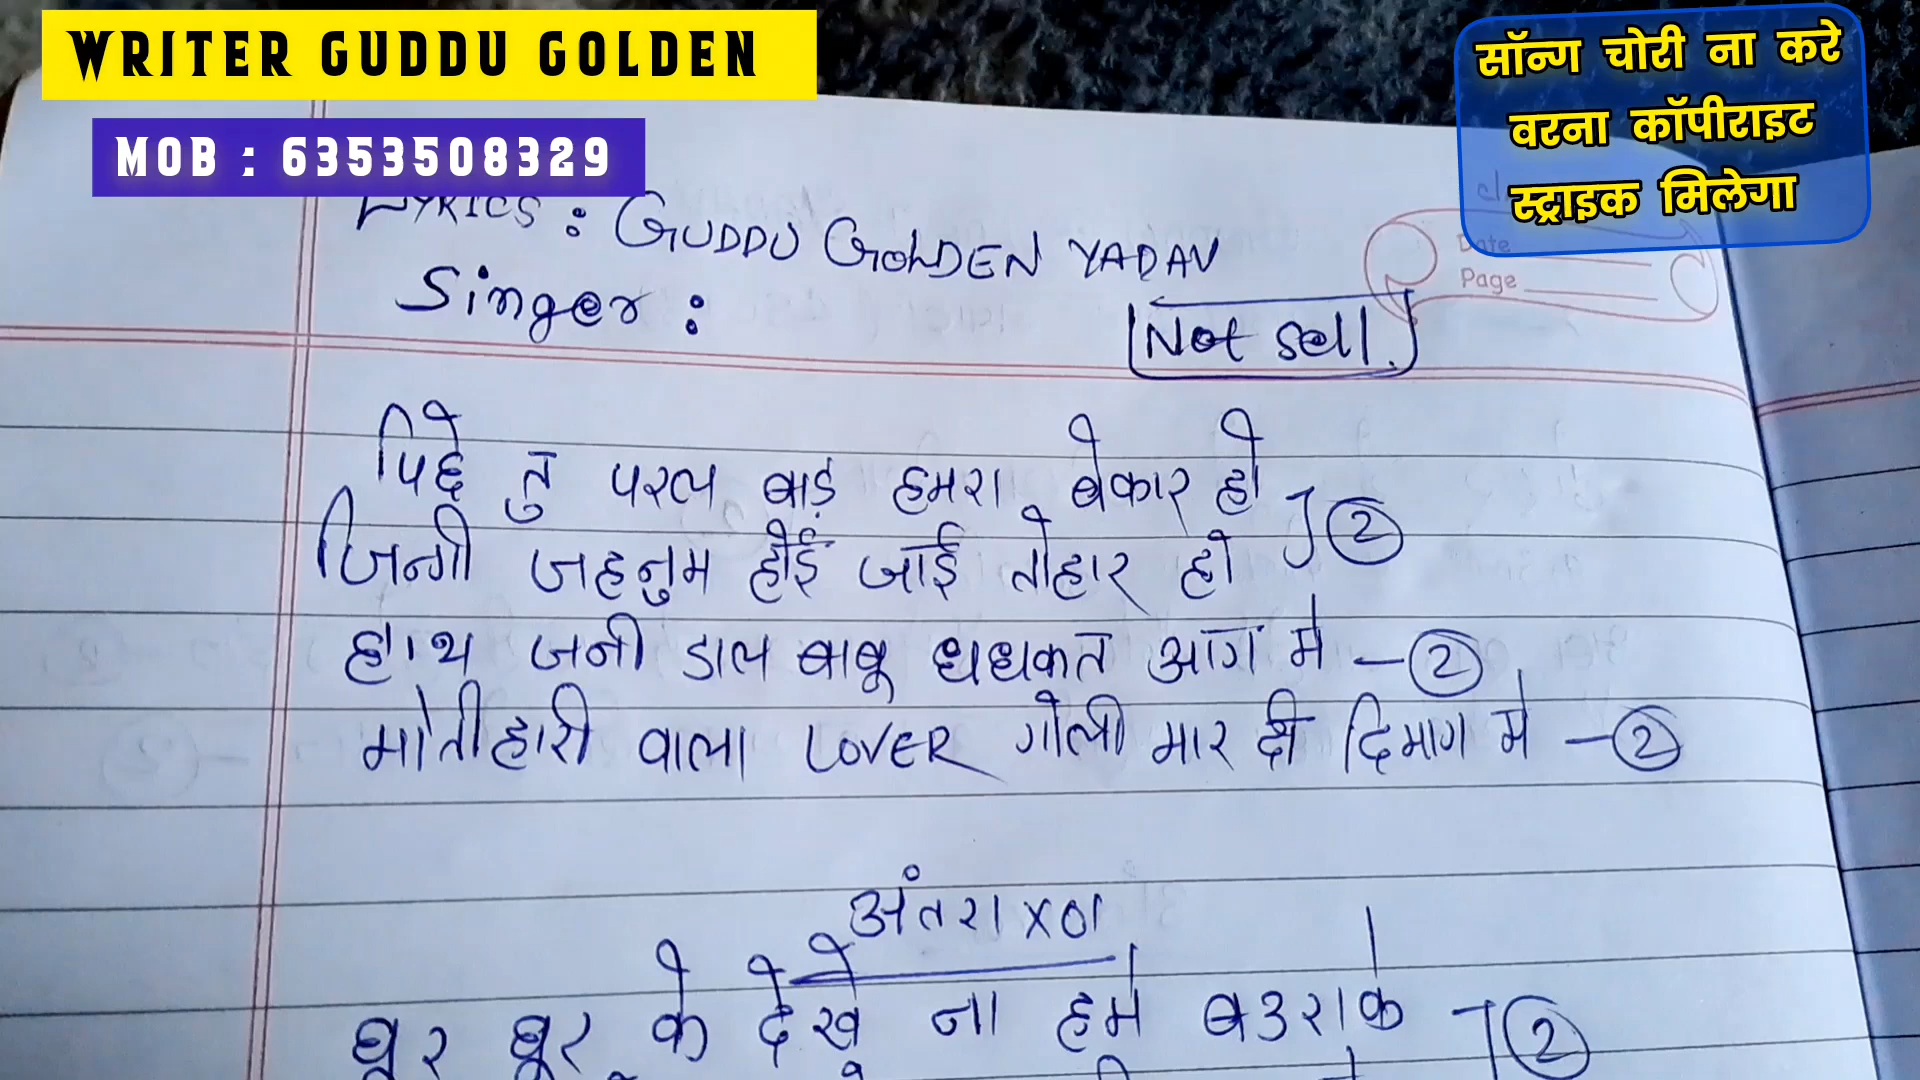 WRITER GUDDU GOLDEN
MOB : 6353508329
सॉन्ग चोरी ना करे
वरना कॉपीराइट
स्ट्राइक मिलेगा
LYRICS : GUDDU GOLDEN YADAV
Singer :
Date
Page
Not sell.
पिछे तु परल बाड़ हमरा बेकार हो
जिन्गी जहनुम होई जाई तोहार हो ] 2
हाथ जनी डाल बाबू धधकत आग में - 2
मोतीहारी वाला LOVER गोली मार दी दिमाग मे - 2
अंतरा X01
घूर घूर के देखे ना हमे बउराके ] 2